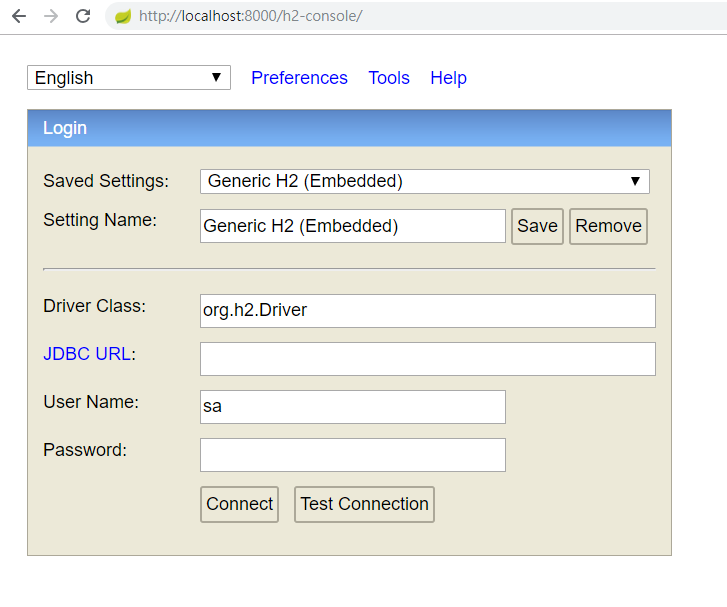 http://localhost:8000/h2-console/
English Preferences Tools Help
Login
Saved Settings: Generic H2 (Embedded)
Setting Name: Generic H2 (Embedded) Save Remove
Driver Class: org.h2.Driver
JDBC URL:
User Name: sa
Password:
Connect Test Connection